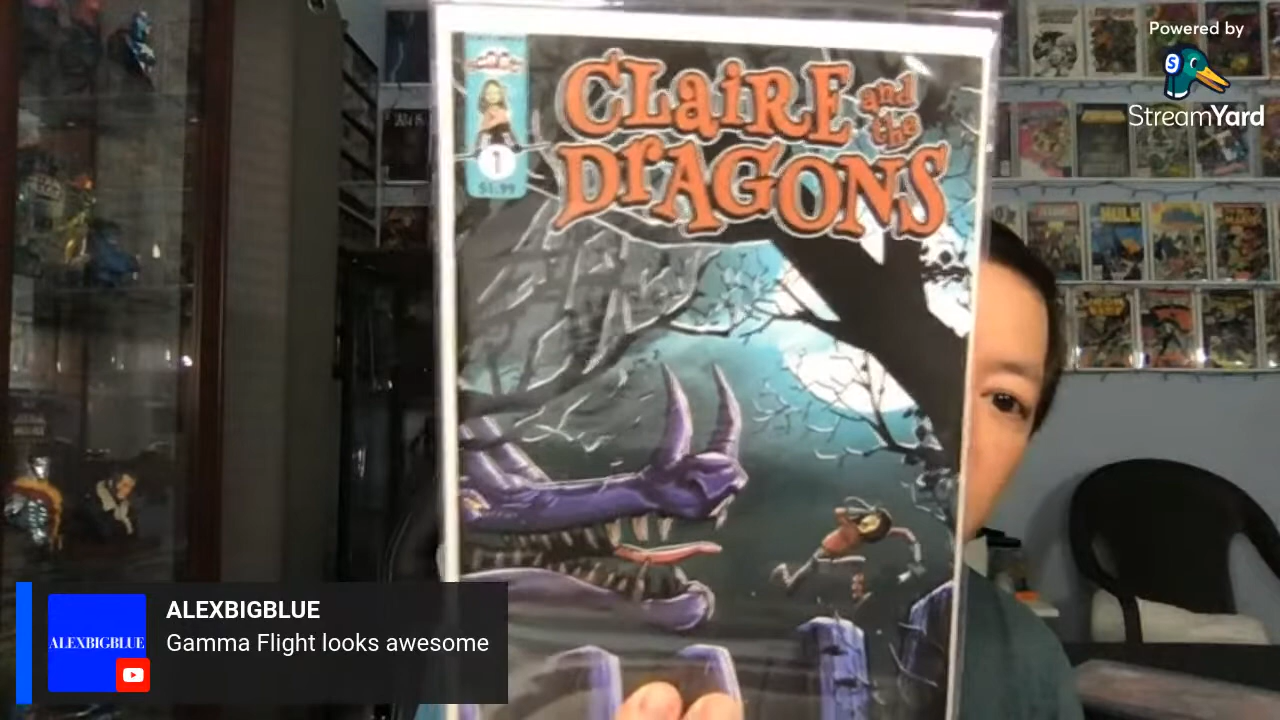 Powered by
StreamYard
CLaiRE and
the
DrAGONS
1
$1.99
ALEXBIGBLUE
ALEXBIGBLUE
Gamma Flight looks awesome